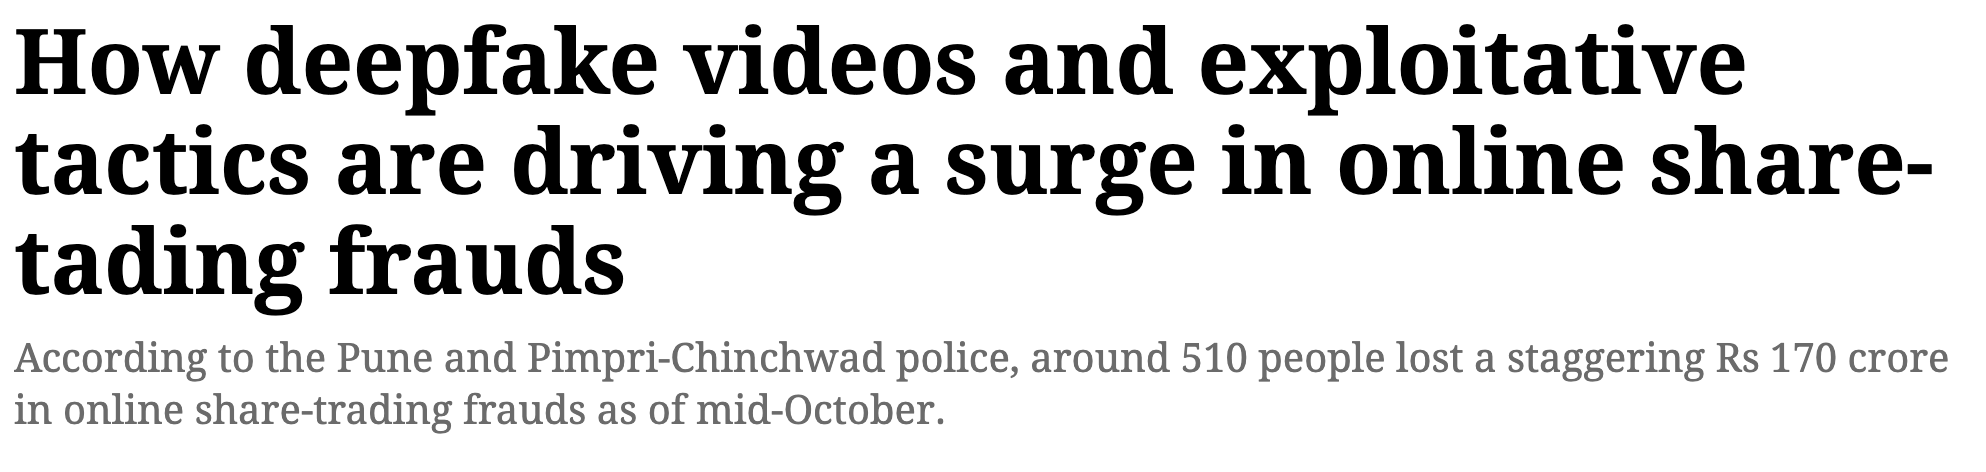 How deepfake videos and exploitative
tactics are driving a surge in online share-
tading frauds
According to the Pune and Pimpri-Chinchwad police, around 510 people lost a staggering Rs 170 crore
in online share-trading frauds as of mid-October.